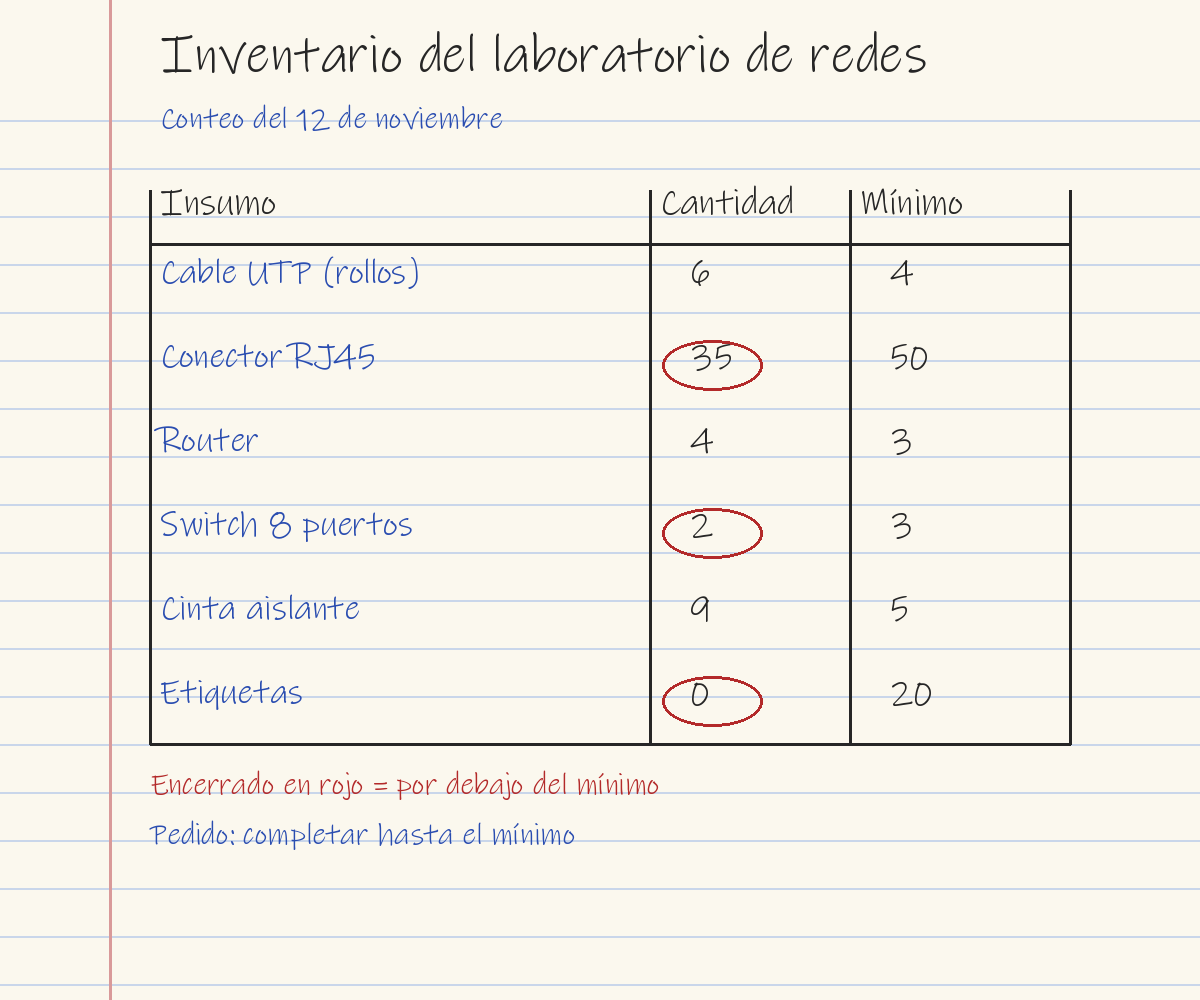 Inventario del laboratorio de redes
Conteo del 12 de noviembre
Insumo Cantidad Mínimo
Cable UTP (rollos) 6 4
Conector RJ45 35 50
Router 4 3
Switch 8 puertos 2 3
Cinta aislante 9 5
Etiquetas 0 20
Encerrado en rojo = por debajo del mínimo
Pedido: completar hasta el mínimo